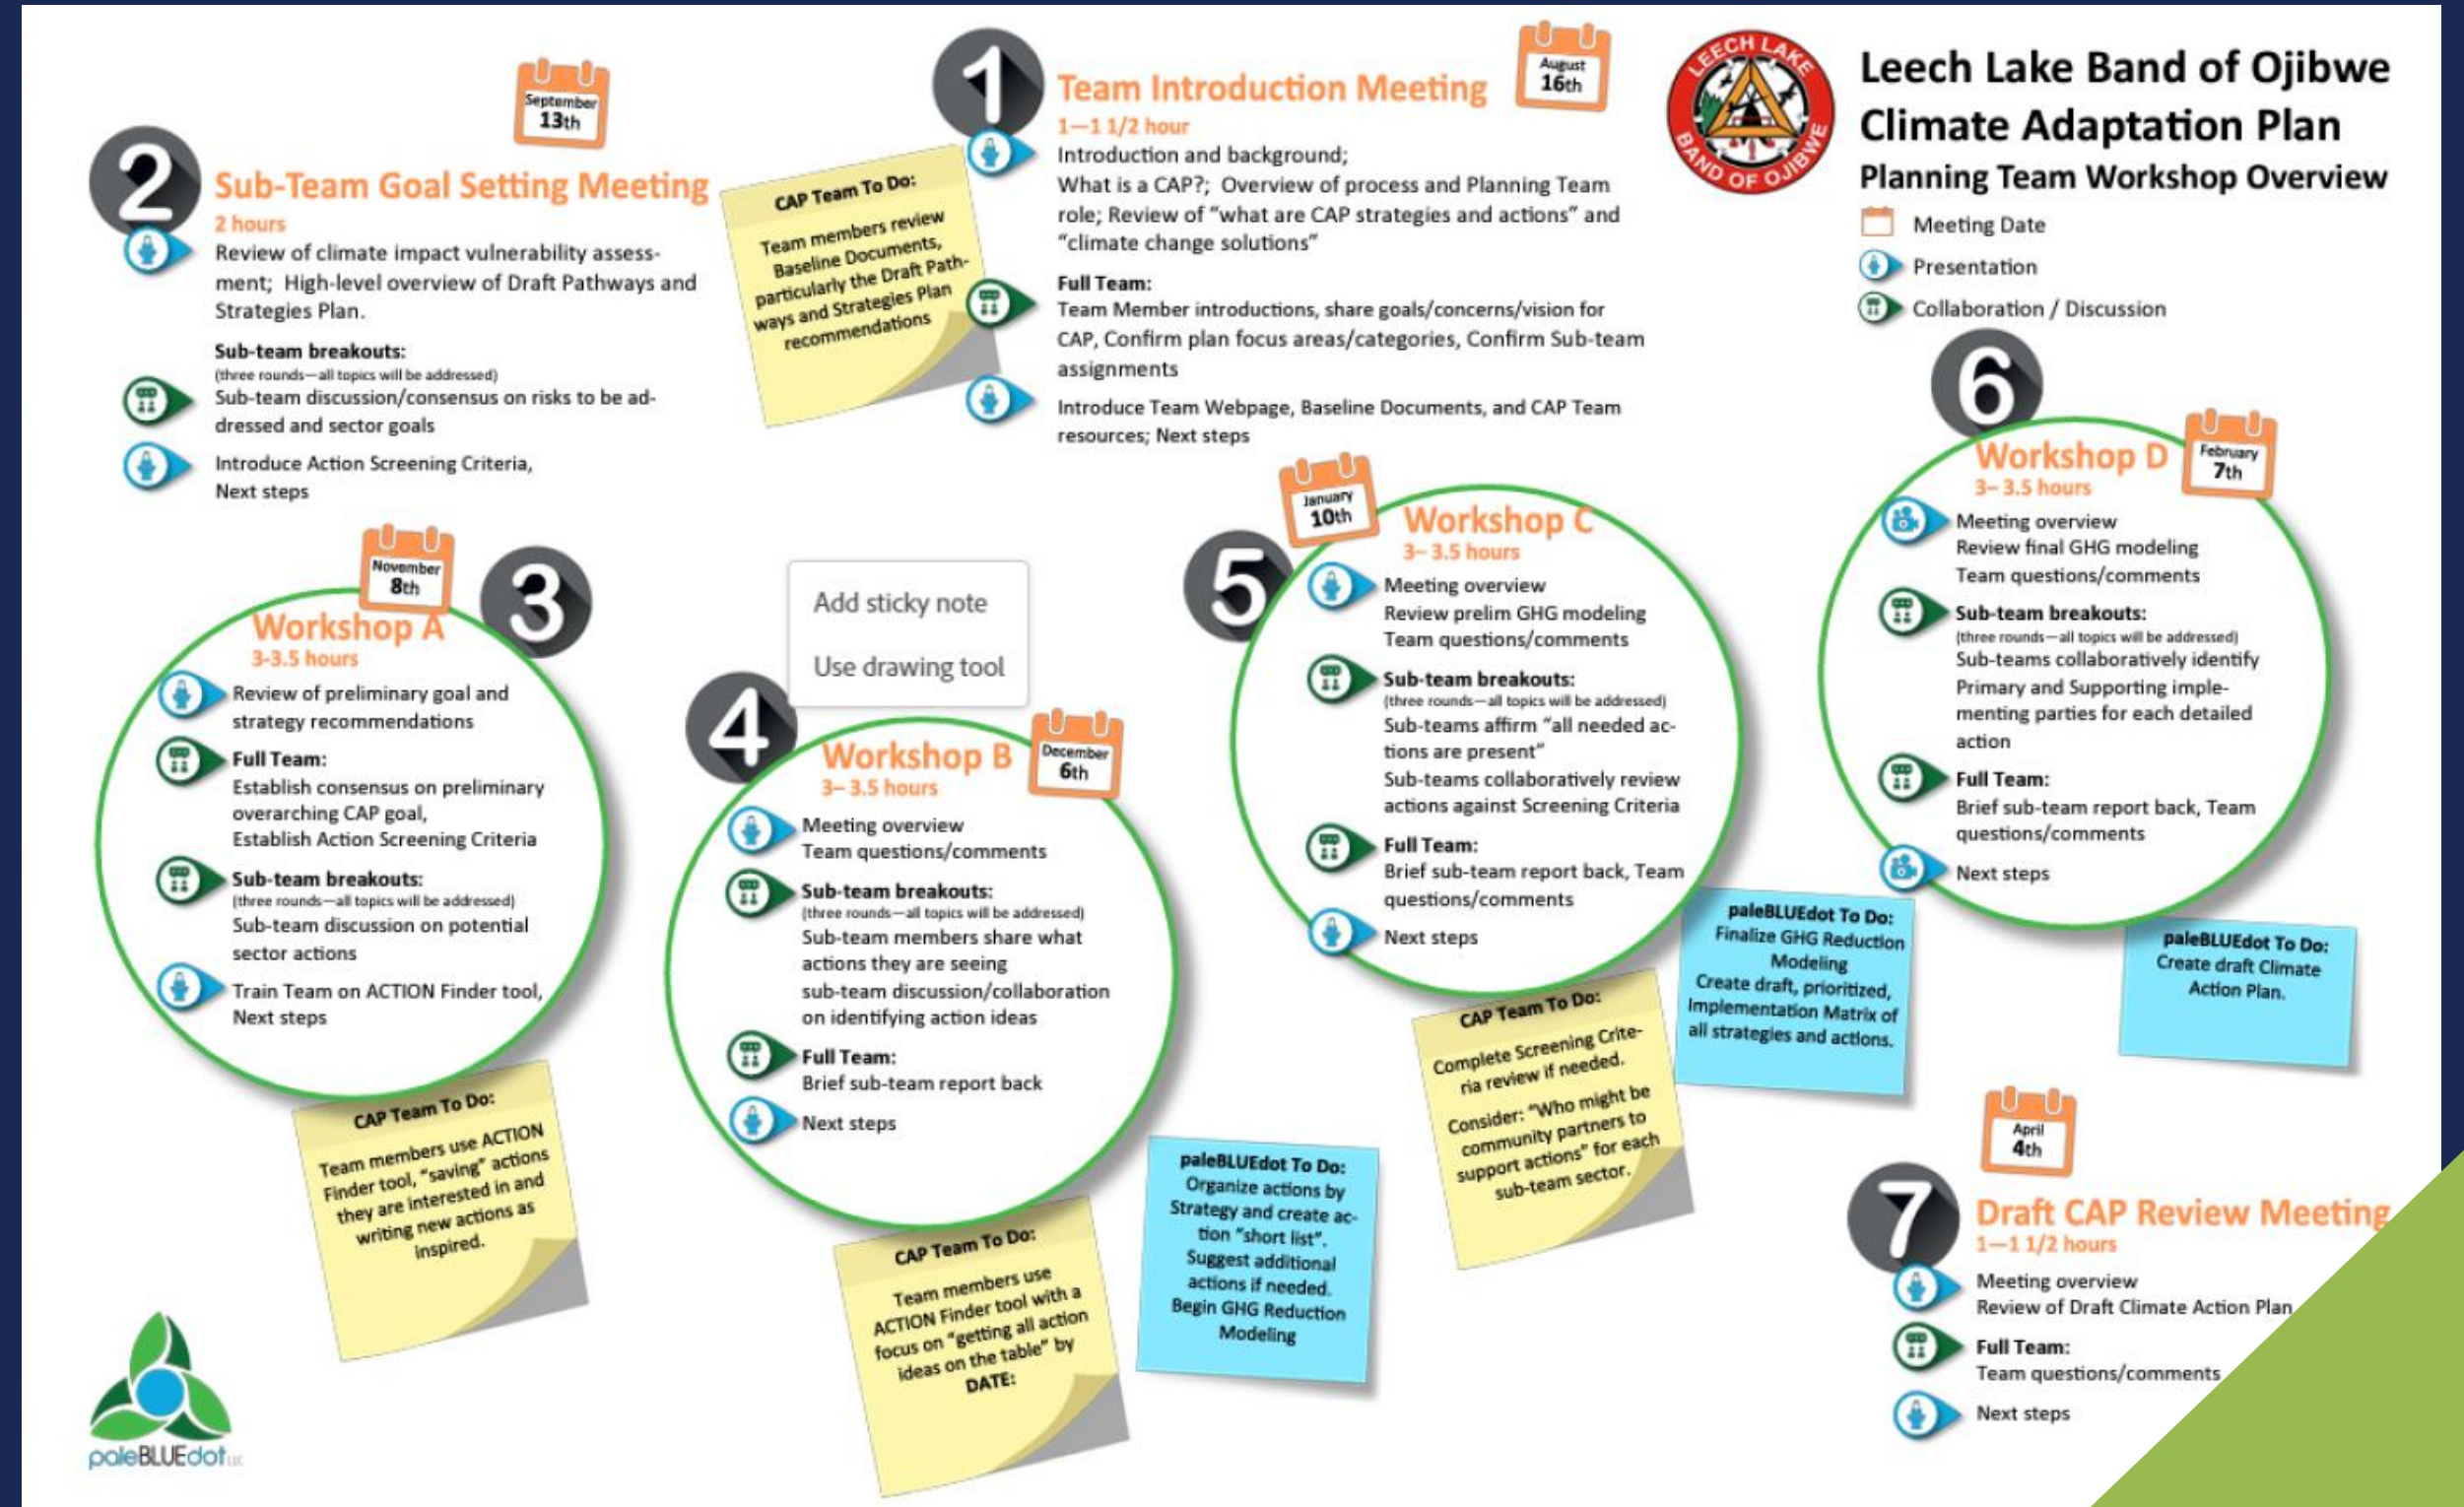 Leech Lake Band of Ojibwe
Climate Adaptation Plan
Planning Team Workshop Overview
Meeting Date
Presentation
Collaboration / Discussion
LEECH LAKE
BAND OF OJIBWE
1
Team Introduction Meeting
August
16th
1—1 1/2 hour
Introduction and background;
What is a CAP?; Overview of process and Planning Team
role; Review of "what are CAP strategies and actions" and
"climate change solutions"
Full Team:
Team Member introductions, share goals/concerns/vision for
CAP, Confirm plan focus areas/categories, Confirm Sub-team
assignments
Introduce Team Webpage, Baseline Documents, and CAP Team
resources; Next steps
CAP Team To Do:
Team members review
Baseline Documents,
particularly the Draft Path-
ways and Strategies Plan
recommendations
2
September
13th
Sub-Team Goal Setting Meeting
2 hours
Review of climate impact vulnerability assess-
ment; High-level overview of Draft Pathways and
Strategies Plan.
Sub-team breakouts:
(three rounds—all topics will be addressed)
Sub-team discussion/consensus on risks to be ad-
dressed and sector goals
Introduce Action Screening Criteria,
Next steps
3
November
8th
Workshop A
3-3.5 hours
Review of preliminary goal and
strategy recommendations
Full Team:
Establish consensus on preliminary
overarching CAP goal,
Establish Action Screening Criteria
Sub-team breakouts:
(three rounds—all topics will be addressed)
Sub-team discussion on potential
sector actions
Train Team on ACTION Finder tool,
Next steps
CAP Team To Do:
Team members use ACTION
Finder tool, "saving" actions
they are interested in and
writing new actions as
inspired.
Add sticky note
Use drawing tool
4
December
6th
Workshop B
3– 3.5 hours
Meeting overview
Team questions/comments
Sub-team breakouts:
(three rounds—all topics will be addressed)
Sub-team members share what
actions they are seeing
sub-team discussion/collaboration
on identifying action ideas
Full Team:
Brief sub-team report back
Next steps
CAP Team To Do:
Team members use
ACTION Finder tool with a
focus on "getting all action
ideas on the table" by
DATE:
paleBLUEdot To Do:
Organize actions by
Strategy and create ac-
tion "short list".
Suggest additional
actions if needed.
Begin GHG Reduction
Modeling
5
January
10th
Workshop C
3– 3.5 hours
Meeting overview
Review prelim GHG modeling
Team questions/comments
Sub-team breakouts:
(three rounds—all topics will be addressed)
Sub-teams affirm "all needed ac-
tions are present"
Sub-teams collaboratively review
actions against Screening Criteria
Full Team:
Brief sub-team report back, Team
questions/comments
Next steps
CAP Team To Do:
Complete Screening Crite-
ria review if needed.
Consider: "Who might be
community partners to
support actions" for each
sub-team sector.
paleBLUEdot To Do:
Finalize GHG Reduction
Modeling
Create draft, prioritized,
Implementation Matrix of
all strategies and actions.
6
February
7th
Workshop D
3– 3.5 hours
Meeting overview
Review final GHG modeling
Team questions/comments
Sub-team breakouts:
(three rounds—all topics will be addressed)
Sub-teams collaboratively identify
Primary and Supporting imple-
menting parties for each detailed
action
Full Team:
Brief sub-team report back, Team
questions/comments
Next steps
paleBLUEdot To Do:
Create draft Climate
Action Plan.
7
April
4th
Draft CAP Review Meeting
1—1 1/2 hours
Meeting overview
Review of Draft Climate Action Plan
Full Team:
Team questions/comments
Next steps
paleBLUEdot LLC